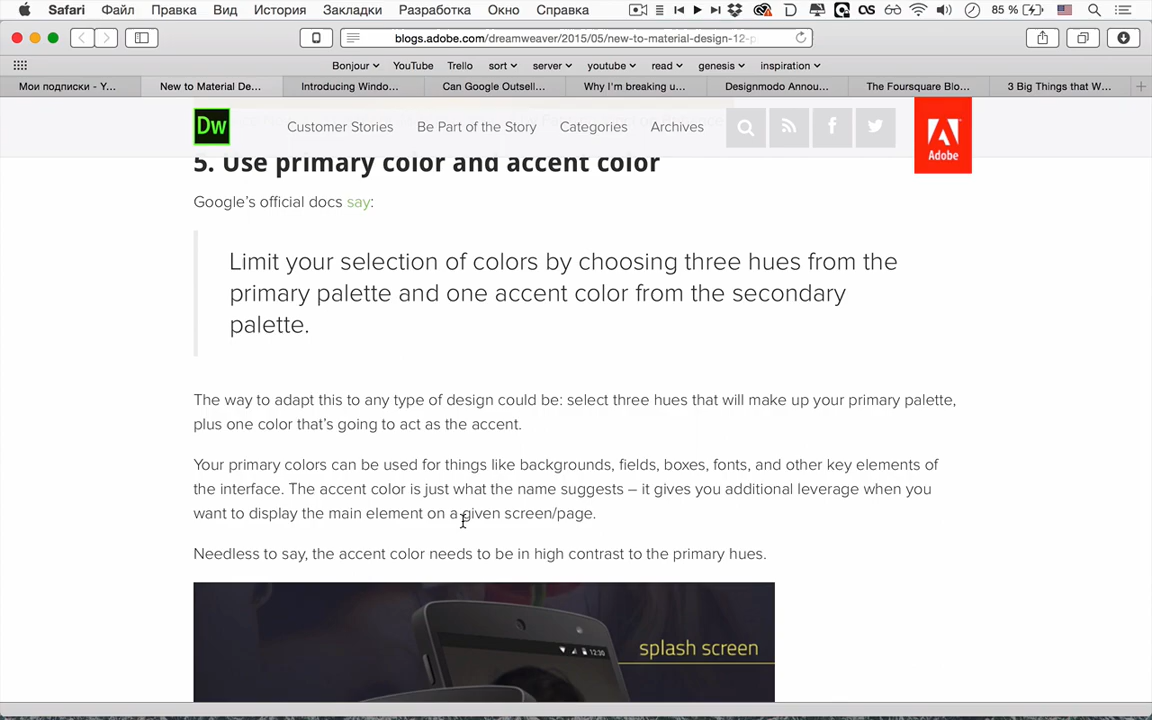 Safari Файл Правка Вид История Закладки Разработка Окно Справка 85 %
blogs.adobe.com/dreamweaver/2015/05/new-to-material-design-12-p
Bonjour YouTube Trello sort server youtube read genesis inspiration
Мои подписки - Y... New to Material De... Introducing Windo... Can Google Outsell... Why I'm breaking u... Designmodo Annou... The Foursquare Blo... 3 Big Things that W...
Dw Customer Stories Be Part of the Story Categories Archives
Adobe
5. Use primary color and accent color
Google's official docs say:
Limit your selection of colors by choosing three hues from the
primary palette and one accent color from the secondary
palette.
The way to adapt this to any type of design could be: select three hues that will make up your primary palette,
plus one color that's going to act as the accent.
Your primary colors can be used for things like backgrounds, fields, boxes, fonts, and other key elements of
the interface. The accent color is just what the name suggests – it gives you additional leverage when you
want to display the main element on a given screen/page.
Needless to say, the accent color needs to be in high contrast to the primary hues.
12:30
splash screen